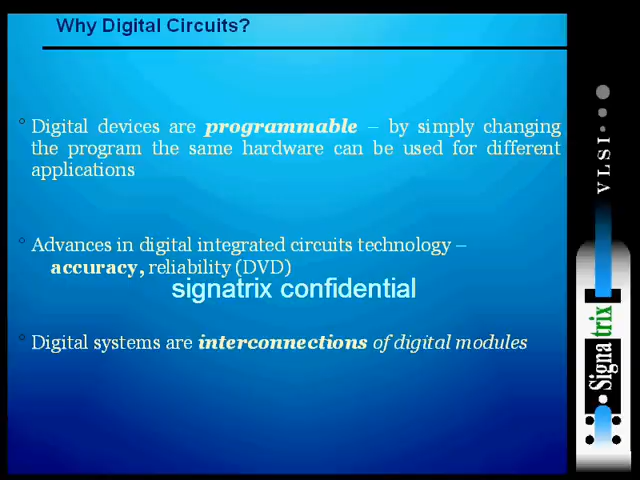 Why Digital Circuits?
° Digital devices are programmable – by simply changing
the program the same hardware can be used for different
applications
° Advances in digital integrated circuits technology –
accuracy, reliability (DVD)
signatrix confidential
° Digital systems are interconnections of digital modules
VLSI
Signatrix